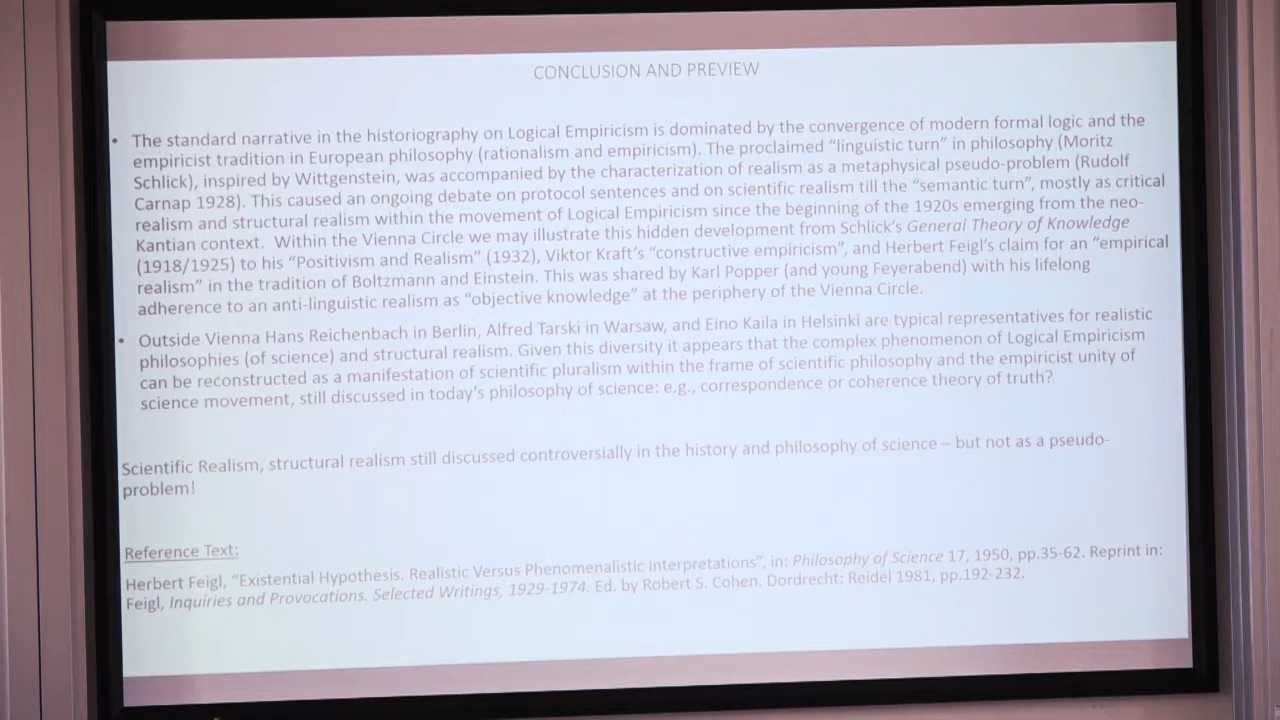 CONCLUSION AND PREVIEW
• The standard narrative in the historiography on Logical Empiricism is dominated by the convergence of modern formal logic and the
empiricist tradition in European philosophy (rationalism and empiricism). The proclaimed “linguistic turn” in philosophy (Moritz
Schlick), inspired by Wittgenstein, was accompanied by the characterization of realism as a metaphysical pseudo-problem (Rudolf
Carnap 1928). This caused an ongoing debate on protocol sentences and on scientific realism till the “semantic turn”, mostly as critical
realism and structural realism within the movement of Logical Empiricism since the beginning of the 1920s emerging from the neo-
Kantian context. Within the Vienna Circle we may illustrate this hidden development from Schlick’s General Theory of Knowledge
(1918/1925) to his “Positivism and Realism” (1932), Viktor Kraft’s “constructive empiricism”, and Herbert Feigl’s claim for an “empirical
realism” in the tradition of Boltzmann and Einstein. This was shared by Karl Popper (and young Feyerabend) with his lifelong
adherence to an anti-linguistic realism as “objective knowledge” at the periphery of the Vienna Circle.
• Outside Vienna Hans Reichenbach in Berlin, Alfred Tarski in Warsaw, and Eino Kaila in Helsinki are typical representatives for realistic
philosophies (of science) and structural realism. Given this diversity it appears that the complex phenomenon of Logical Empiricism
can be reconstructed as a manifestation of scientific pluralism within the frame of scientific philosophy and the empiricist unity of
science movement, still discussed in today’s philosophy of science: e.g., correspondence or coherence theory of truth?
Scientific Realism, structural realism still discussed controversially in the history and philosophy of science – but not as a pseudo-
problem!
Reference Text:
Herbert Feigl, “Existential Hypothesis. Realistic Versus Phenomenalistic Interpretations”, in: Philosophy of Science 17, 1950, pp.35-62. Reprint in:
Feigl, Inquiries and Provocations. Selected Writings, 1929-1974. Ed. by Robert S. Cohen. Dordrecht: Reidel 1981, pp.192-232.